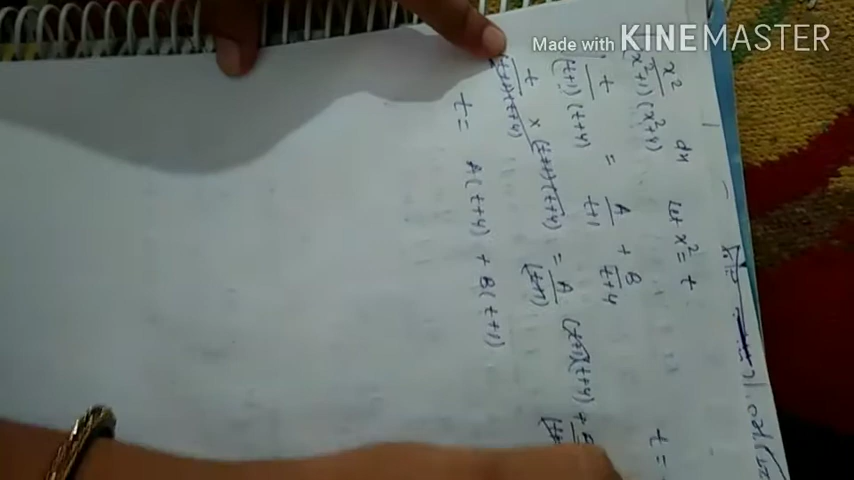 Made with KINEMASTER
x²/(x²+1)(x²+4) dx Let x² = t t =
t/(t+1)(t+4) = A/t+1 + B/t+4
t/(t+1)(t+4) × (t+1)(t+4) = A/(t+1) (t+1)(t+4) +
t = A(t+4) + B(t+1)